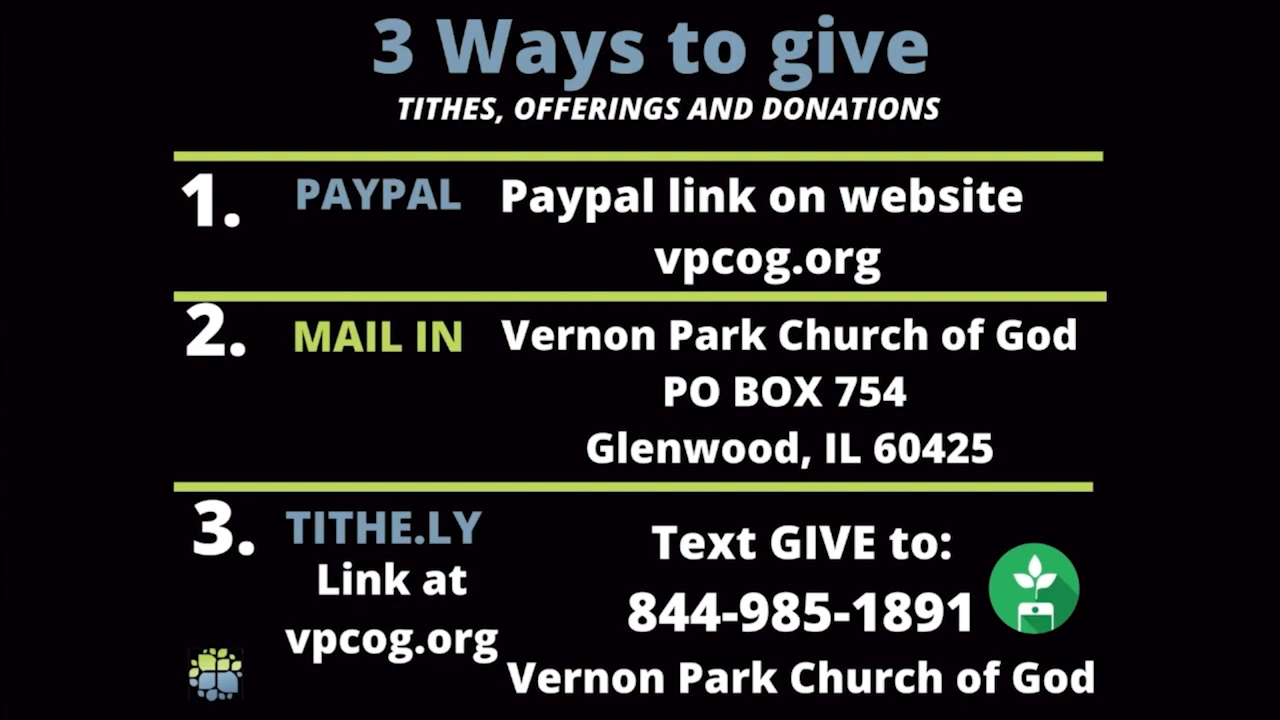 3 Ways to give
TITHES, OFFERINGS AND DONATIONS
1. PAYPAL Paypal link on website
vpcog.org
2. MAIL IN Vernon Park Church of God
PO BOX 754
Glenwood, IL 60425
3. TITHE.LY
Link at
vpcog.org
Text GIVE to:
844-985-1891
Vernon Park Church of God